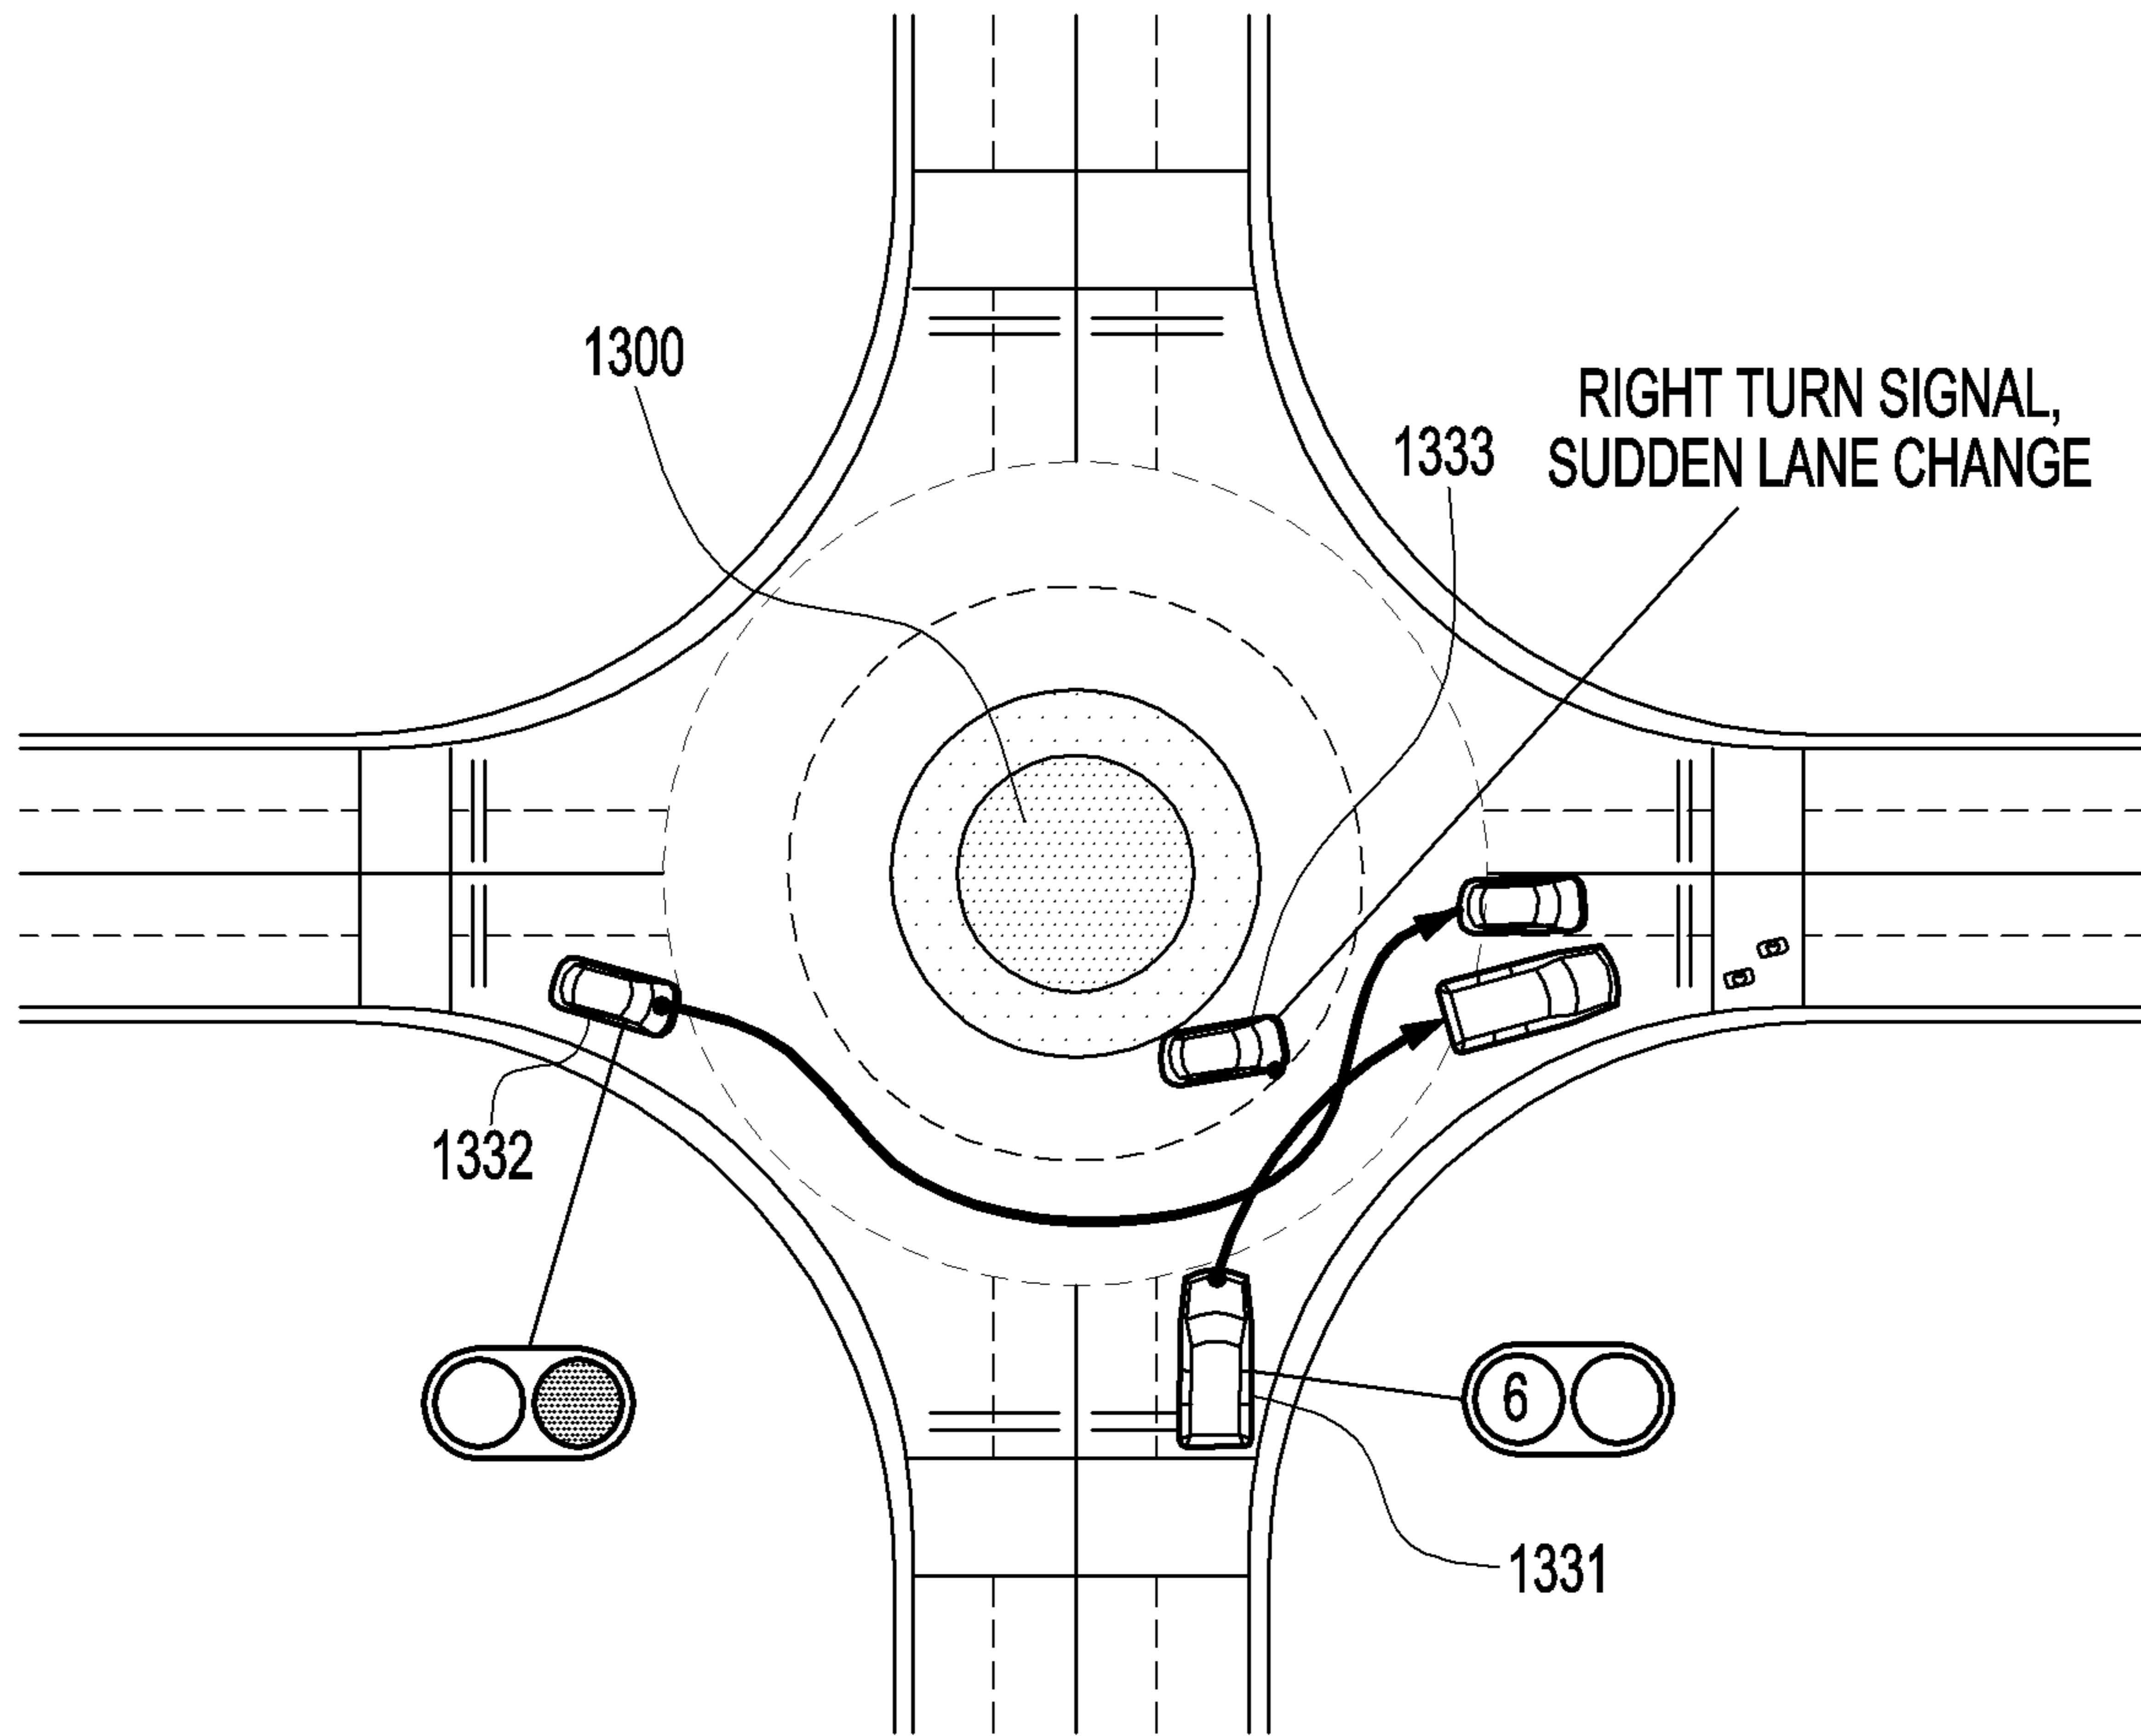 1300
1333
RIGHT TURN SIGNAL,
SUDDEN LANE CHANGE
1332
6
1331